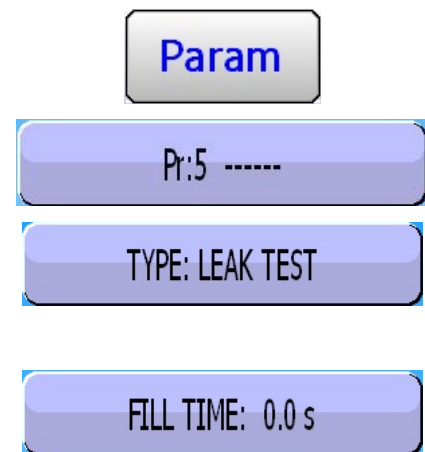 Param
Pr:5 ------
TYPE: LEAK TEST
FILL TIME: 0.0 s